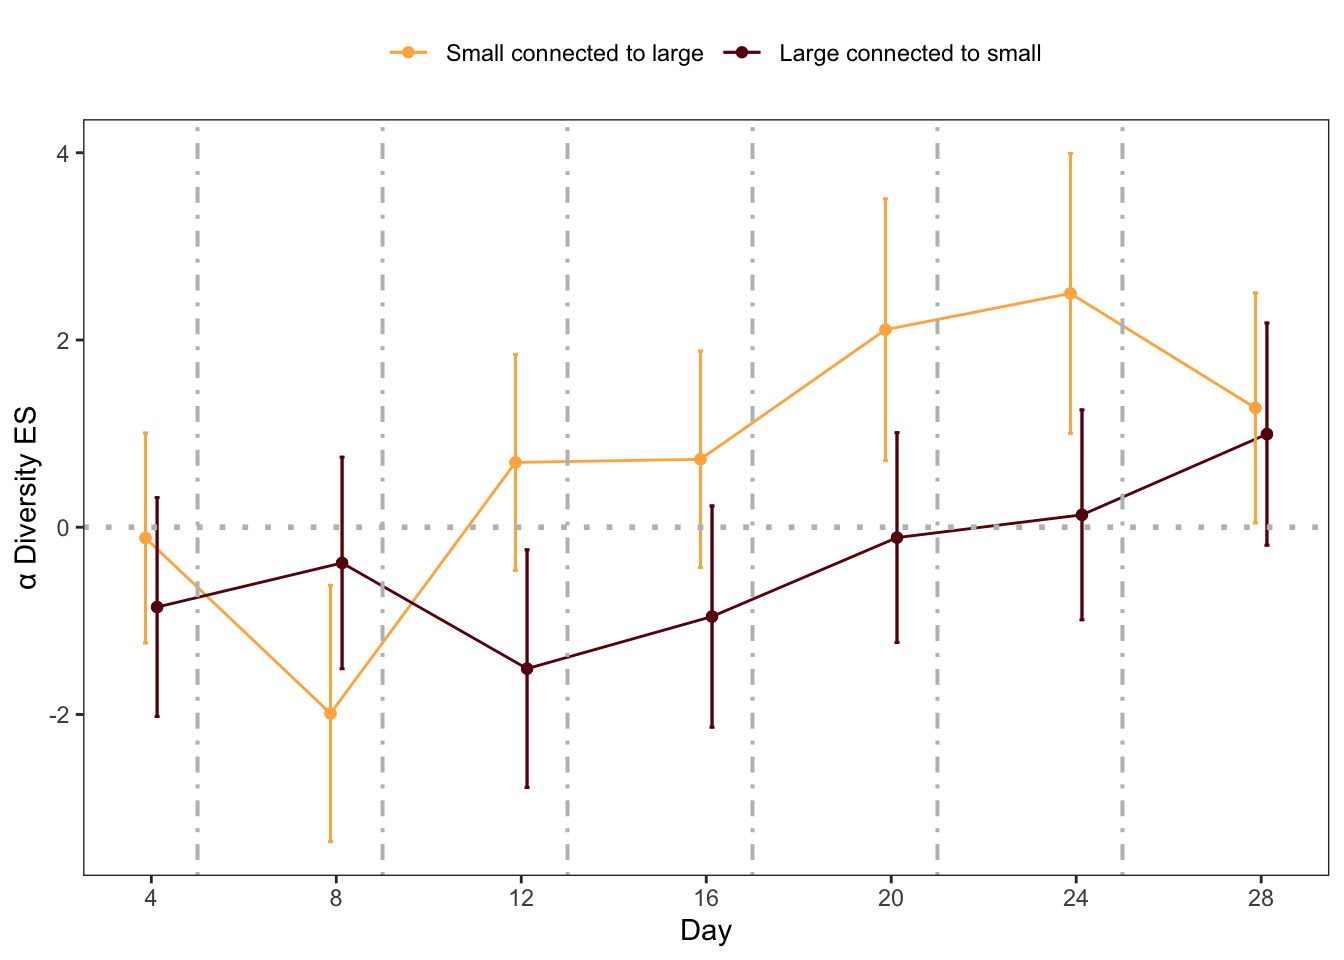 Small connected to large Large connected to small
4
2
0
-2
α Diversity ES
4 8 12 16 20 24 28
Day